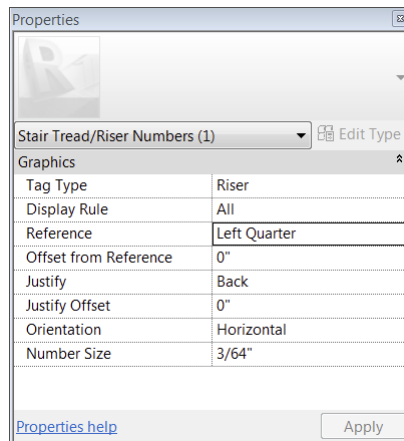 Properties
Stair Tread/Riser Numbers (1) Edit Type
Graphics
Tag Type Riser
Display Rule All
Reference Left Quarter
Offset from Reference 0"
Justify Back
Justify Offset 0"
Orientation Horizontal
Number Size 3/64"
Properties help Apply